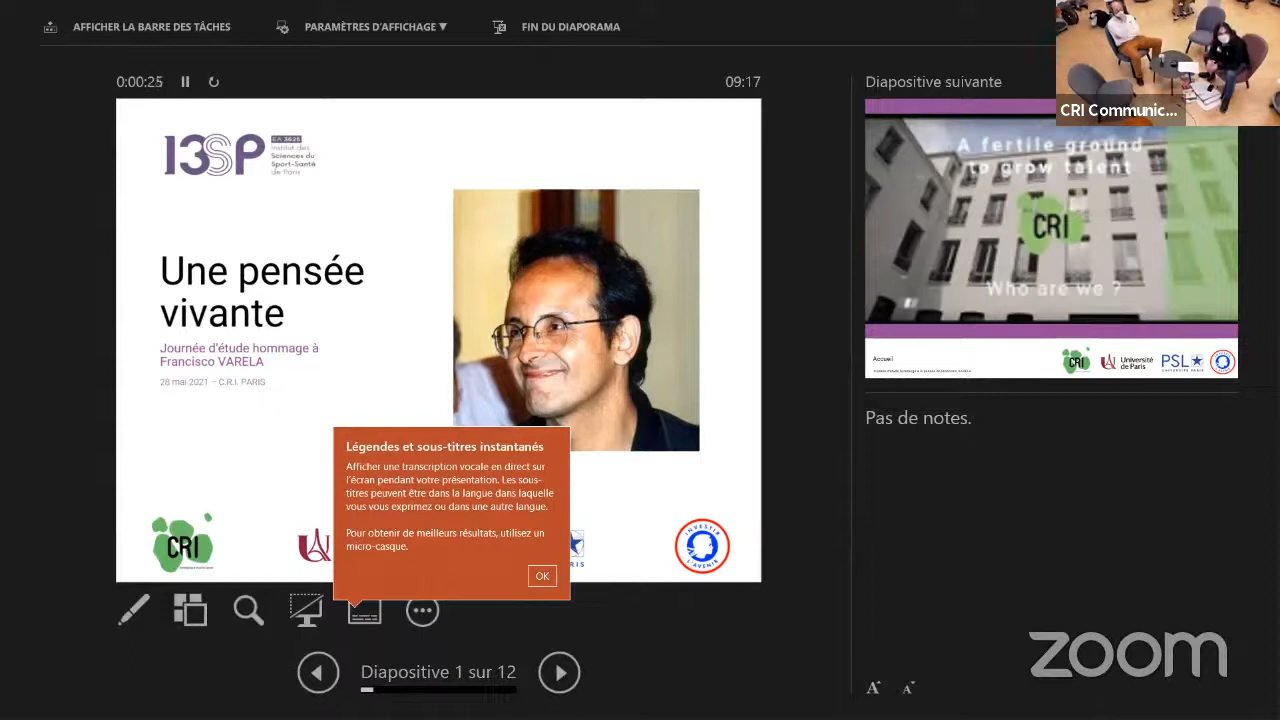 AFFICHER LA BARRE DES TÂCHES
PARAMÈTRES D'AFFICHAGE ▼
FIN DU DIAPORAMA
0:00:25
09:17
Diapositive suivante
CRI Communic...
I3SP
EA 3625
Institut des
Sciences du
Sport-Santé
de Paris
Une pensée
vivante
Journée d'étude hommage à
Francisco VARELA
28 mai 2021 – C.R.I. PARIS
CRI
INVESTIR
L'AVENIR
Légendes et sous-titres instantanés
Afficher une transcription vocale en direct sur
l'écran pendant votre présentation. Les sous-
titres peuvent être dans la langue dans laquelle
vous vous exprimez ou dans une autre langue.
Pour obtenir de meilleurs résultats, utilisez un
micro-casque.
OK
Diapositive 1 sur 12
A fertile ground
to grow talent
CRI
Who are we ?
Accueil
CRI
Université
de Paris
PSL
UNIVERSITÉ PARIS
Pas de notes.
zoom